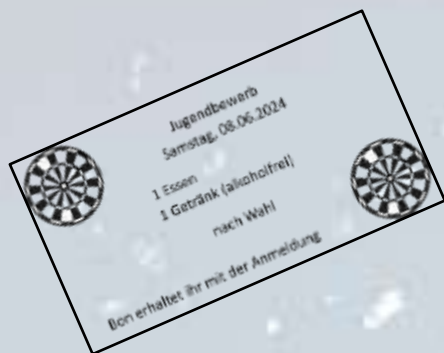 Jugendbewerb
Samstag, 08.06.2024
1 Essen
1 Getränk (alkoholfrei)
nach Wahl
Bon erhaltet ihr mit der Anmeldung